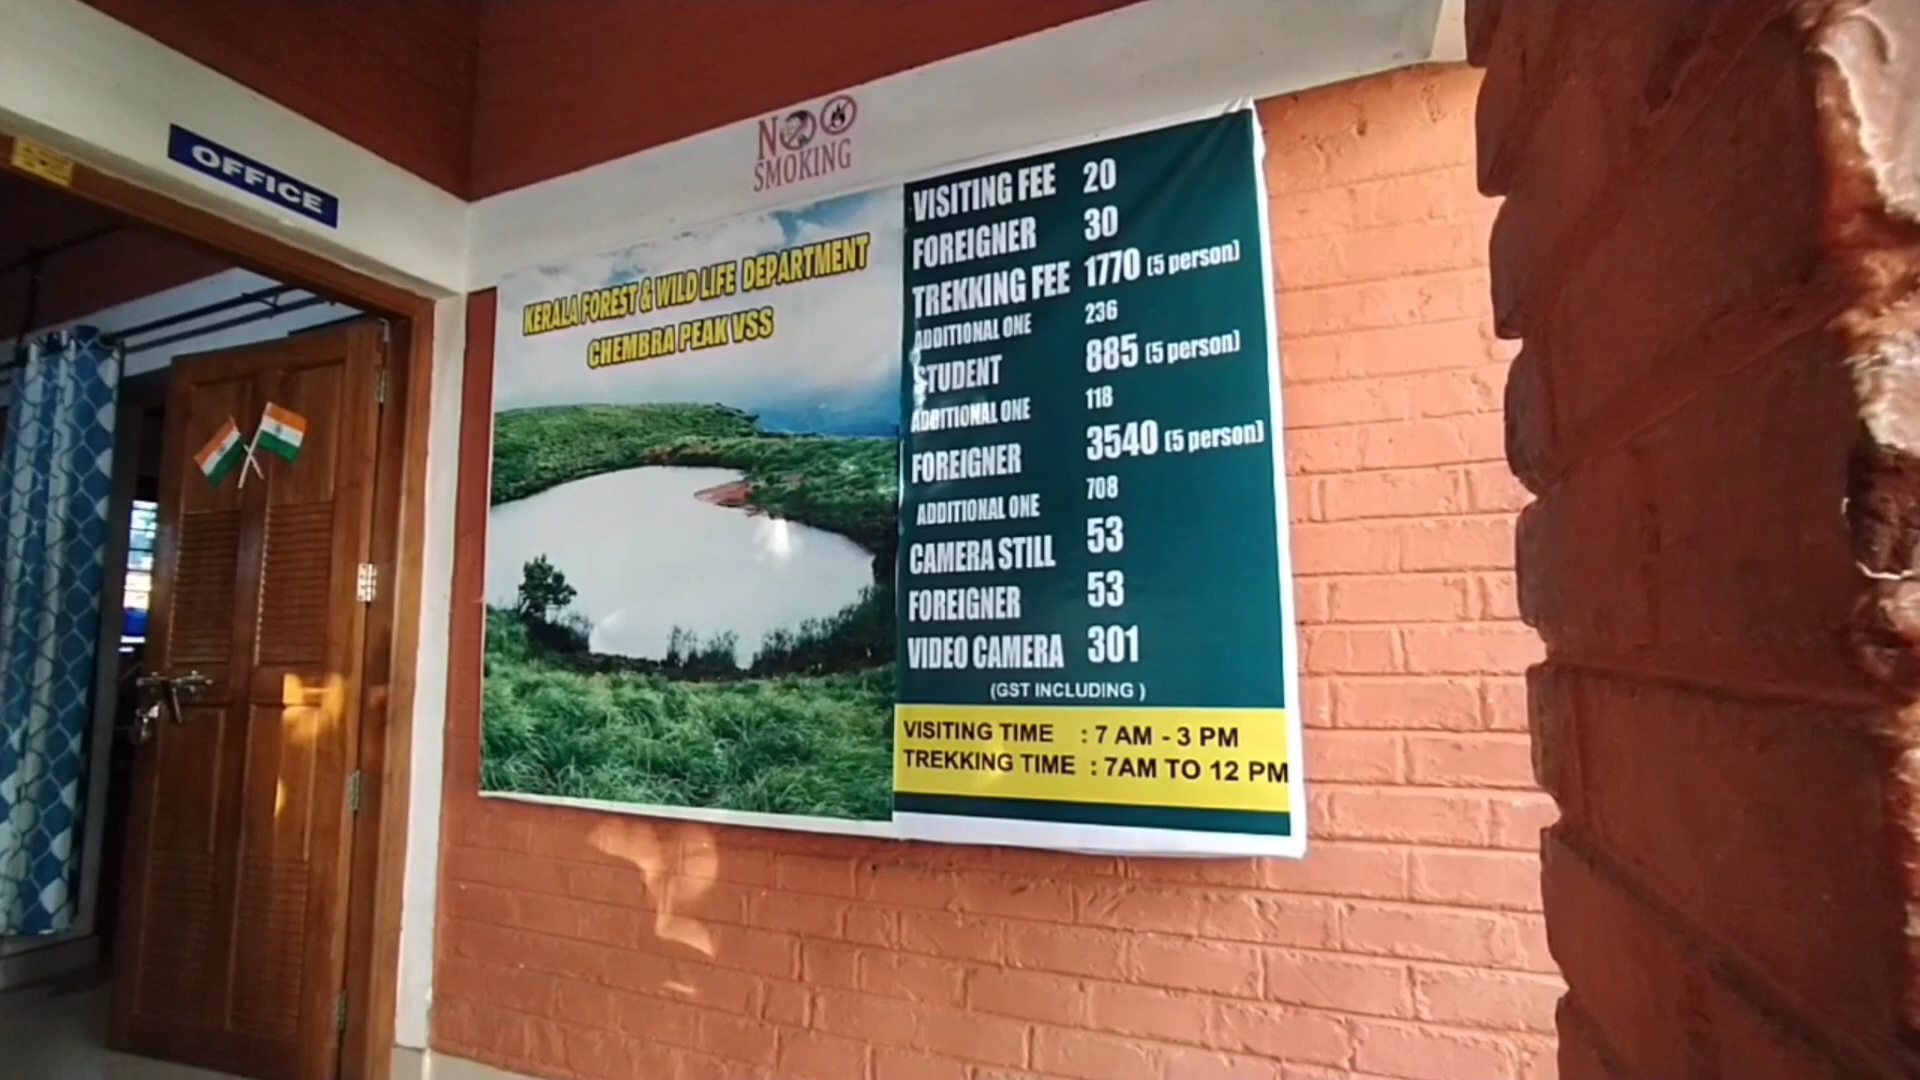 OFFICE
NO
SMOKING
KERALA FOREST & WILD LIFE DEPARTMENT
CHEMBRA PEAK VSS
VISITING FEE 20
FOREIGNER 30
TREKKING FEE 1770 (5 person)
ADDITIONAL ONE 236
STUDENT 885 (5 person)
ADDITIONAL ONE 118
FOREIGNER 3540 (5 person)
ADDITIONAL ONE 708
CAMERA STILL 53
FOREIGNER 53
VIDEO CAMERA 301
(GST INCLUDING )
VISITING TIME : 7 AM - 3 PM
TREKKING TIME : 7AM TO 12 PM